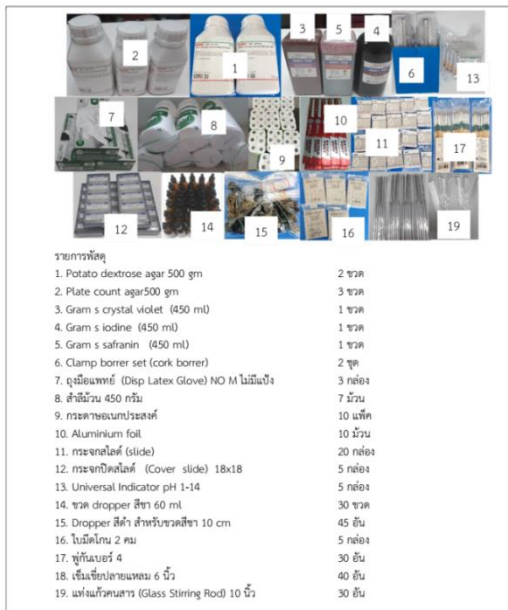 2
1
3
5
4
6
13
7
8
9
10
11
17
12
14
15
16
19
รายการพัสดุ
1. Potato dextrose agar 500 gm 2 ขวด
2. Plate count agar500 gm 3 ขวด
3. Gram s crystal violet (450 ml) 1 ขวด
4. Gram s iodine (450 ml) 1 ขวด
5. Gram s safranin (450 ml) 1 ขวด
6. Clamp borrer set (cork borrer) 2 ชุด
7. ถุงมือแพทย์ (Disp Latex Glove) NO M ไม่มีแป้ง 3 กล่อง
8. สำลีม้วน 450 กรัม 7 ม้วน
9. กระดาษอเนกประสงค์ 10 แพ็ค
10. Aluminium foil 10 ม้วน
11. กระจกสไลด์ (slide) 20 กล่อง
12. กระจกปิดสไลด์ (Cover slide) 18x18 5 กล่อง
13. Universal Indicator pH 1-14 5 กล่อง
14. ขวด dropper สีชา 60 ml 30 ขวด
15. Dropper สีดำ สำหรับขวดสีชา 10 cm 45 อัน
16. ใบมีดโกน 2 คม 5 กล่อง
17. พู่กันเบอร์ 4 30 อัน
18. เข็มเขี่ยปลายแหลม 6 นิ้ว 40 อัน
19. แท่งแก้วคนสาร (Glass Stirring Rod) 10 นิ้ว 30 อัน